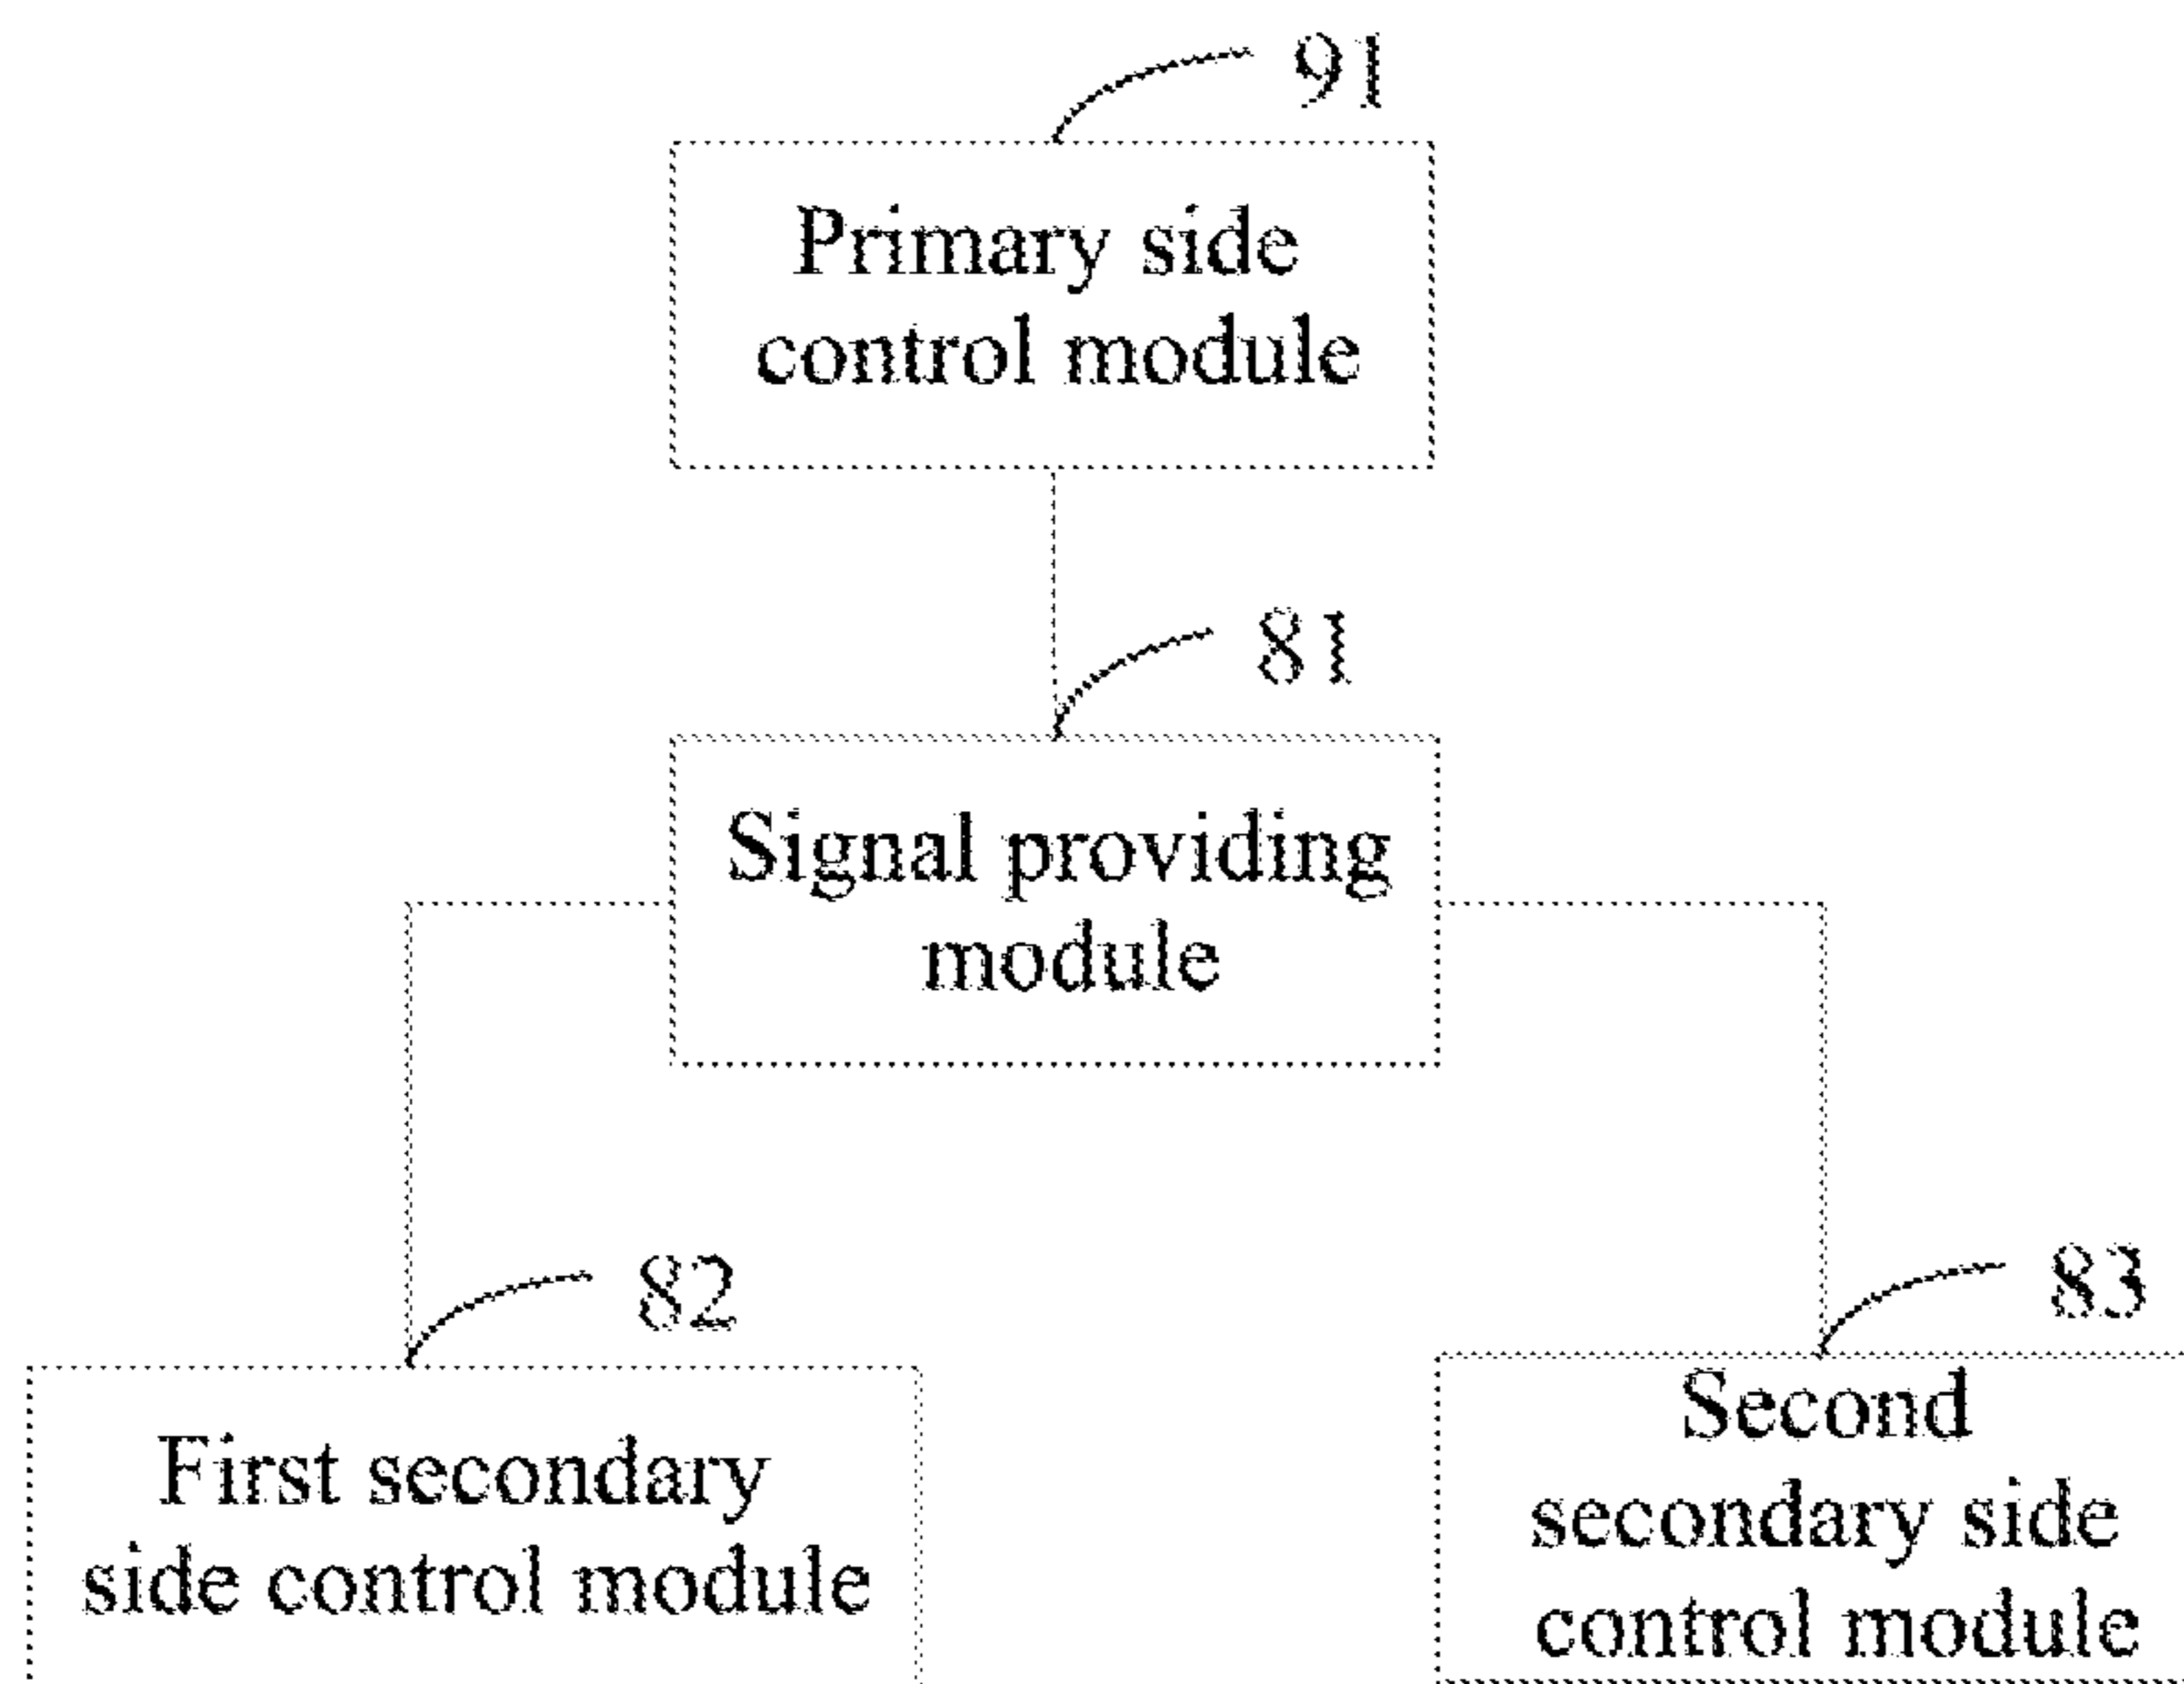 91
Primary side
control module
81
Signal providing
module
82
First secondary
side control module
83
Second
secondary side
control module